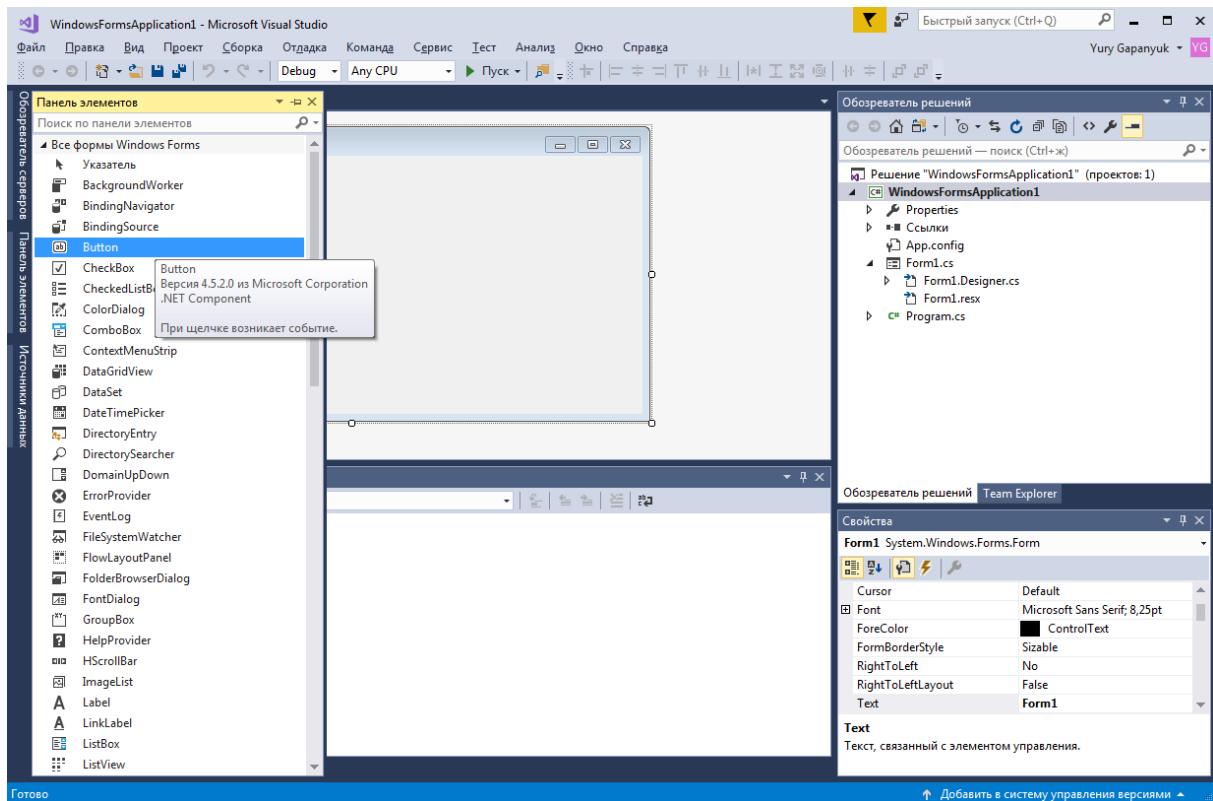 WindowsFormsApplication1 - Microsoft Visual Studio
Быстрый запуск (Ctrl+Q)
Файл Правка Вид Проект Сборка Отладка Команда Сервис Тест Анализ Окно Справка
Yury Gapanyuk YG
Debug Any CPU Пуск
Обозреватель серверов
Панель элементов
Источники данных
Панель элементов
Поиск по панели элементов
Все формы Windows Forms
Указатель
BackgroundWorker
BindingNavigator
BindingSource
Button
CheckBox
CheckedListB
ColorDialog
ComboBox
ContextMenuStrip
DataGridView
DataSet
DateTimePicker
DirectoryEntry
DirectorySearcher
DomainUpDown
ErrorProvider
EventLog
FileSystemWatcher
FlowLayoutPanel
FolderBrowserDialog
FontDialog
GroupBox
HelpProvider
HScrollBar
ImageList
Label
LinkLabel
ListBox
ListView
Button
Версия 4.5.2.0 из Microsoft Corporation
.NET Component
При щелчке возникает событие.
Обозреватель решений
Обозреватель решений — поиск (Ctrl+ж)
Решение "WindowsFormsApplication1" (проектов: 1)
WindowsFormsApplication1
Properties
Ссылки
App.config
Form1.cs
Form1.Designer.cs
Form1.resx
Program.cs
Обозреватель решений Team Explorer
Свойства
Form1 System.Windows.Forms.Form
Cursor Default
Font Microsoft Sans Serif; 8,25pt
ForeColor ControlText
FormBorderStyle Sizable
RightToLeft No
RightToLeftLayout False
Text Form1
Text
Текст, связанный с элементом управления.
Готово
Добавить в систему управления версиями